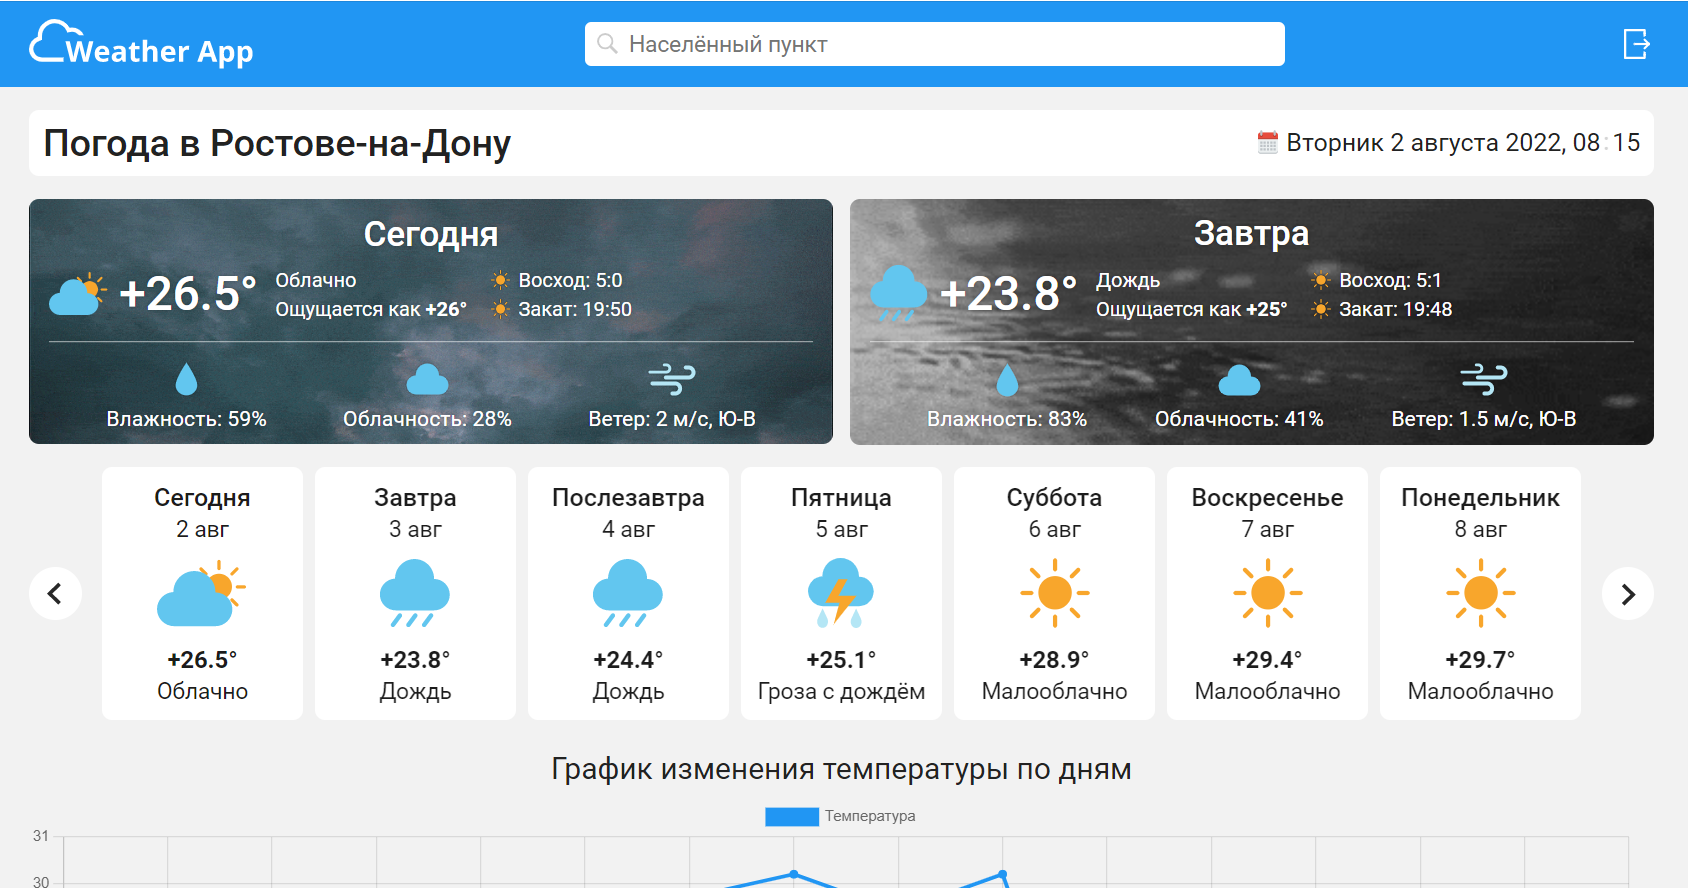 Weather App
Населённый пункт
Погода в Ростове-на-Дону
Вторник 2 августа 2022, 08:15
Сегодня
+26.5°
Облачно
Ощущается как +26°
Восход: 5:0
Закат: 19:50
Влажность: 59%
Облачность: 28%
Ветер: 2 м/с, Ю-В
Завтра
+23.8°
Дождь
Ощущается как +25°
Восход: 5:1
Закат: 19:48
Влажность: 83%
Облачность: 41%
Ветер: 1.5 м/с, Ю-В
Сегодня
2 авг
+26.5°
Облачно
Завтра
3 авг
+23.8°
Дождь
Послезавтра
4 авг
+24.4°
Дождь
Пятница
5 авг
+25.1°
Гроза с дождём
Суббота
6 авг
+28.9°
Малооблачно
Воскресенье
7 авг
+29.4°
Малооблачно
Понедельник
8 авг
+29.7°
Малооблачно
График изменения температуры по дням
Температура
31
30